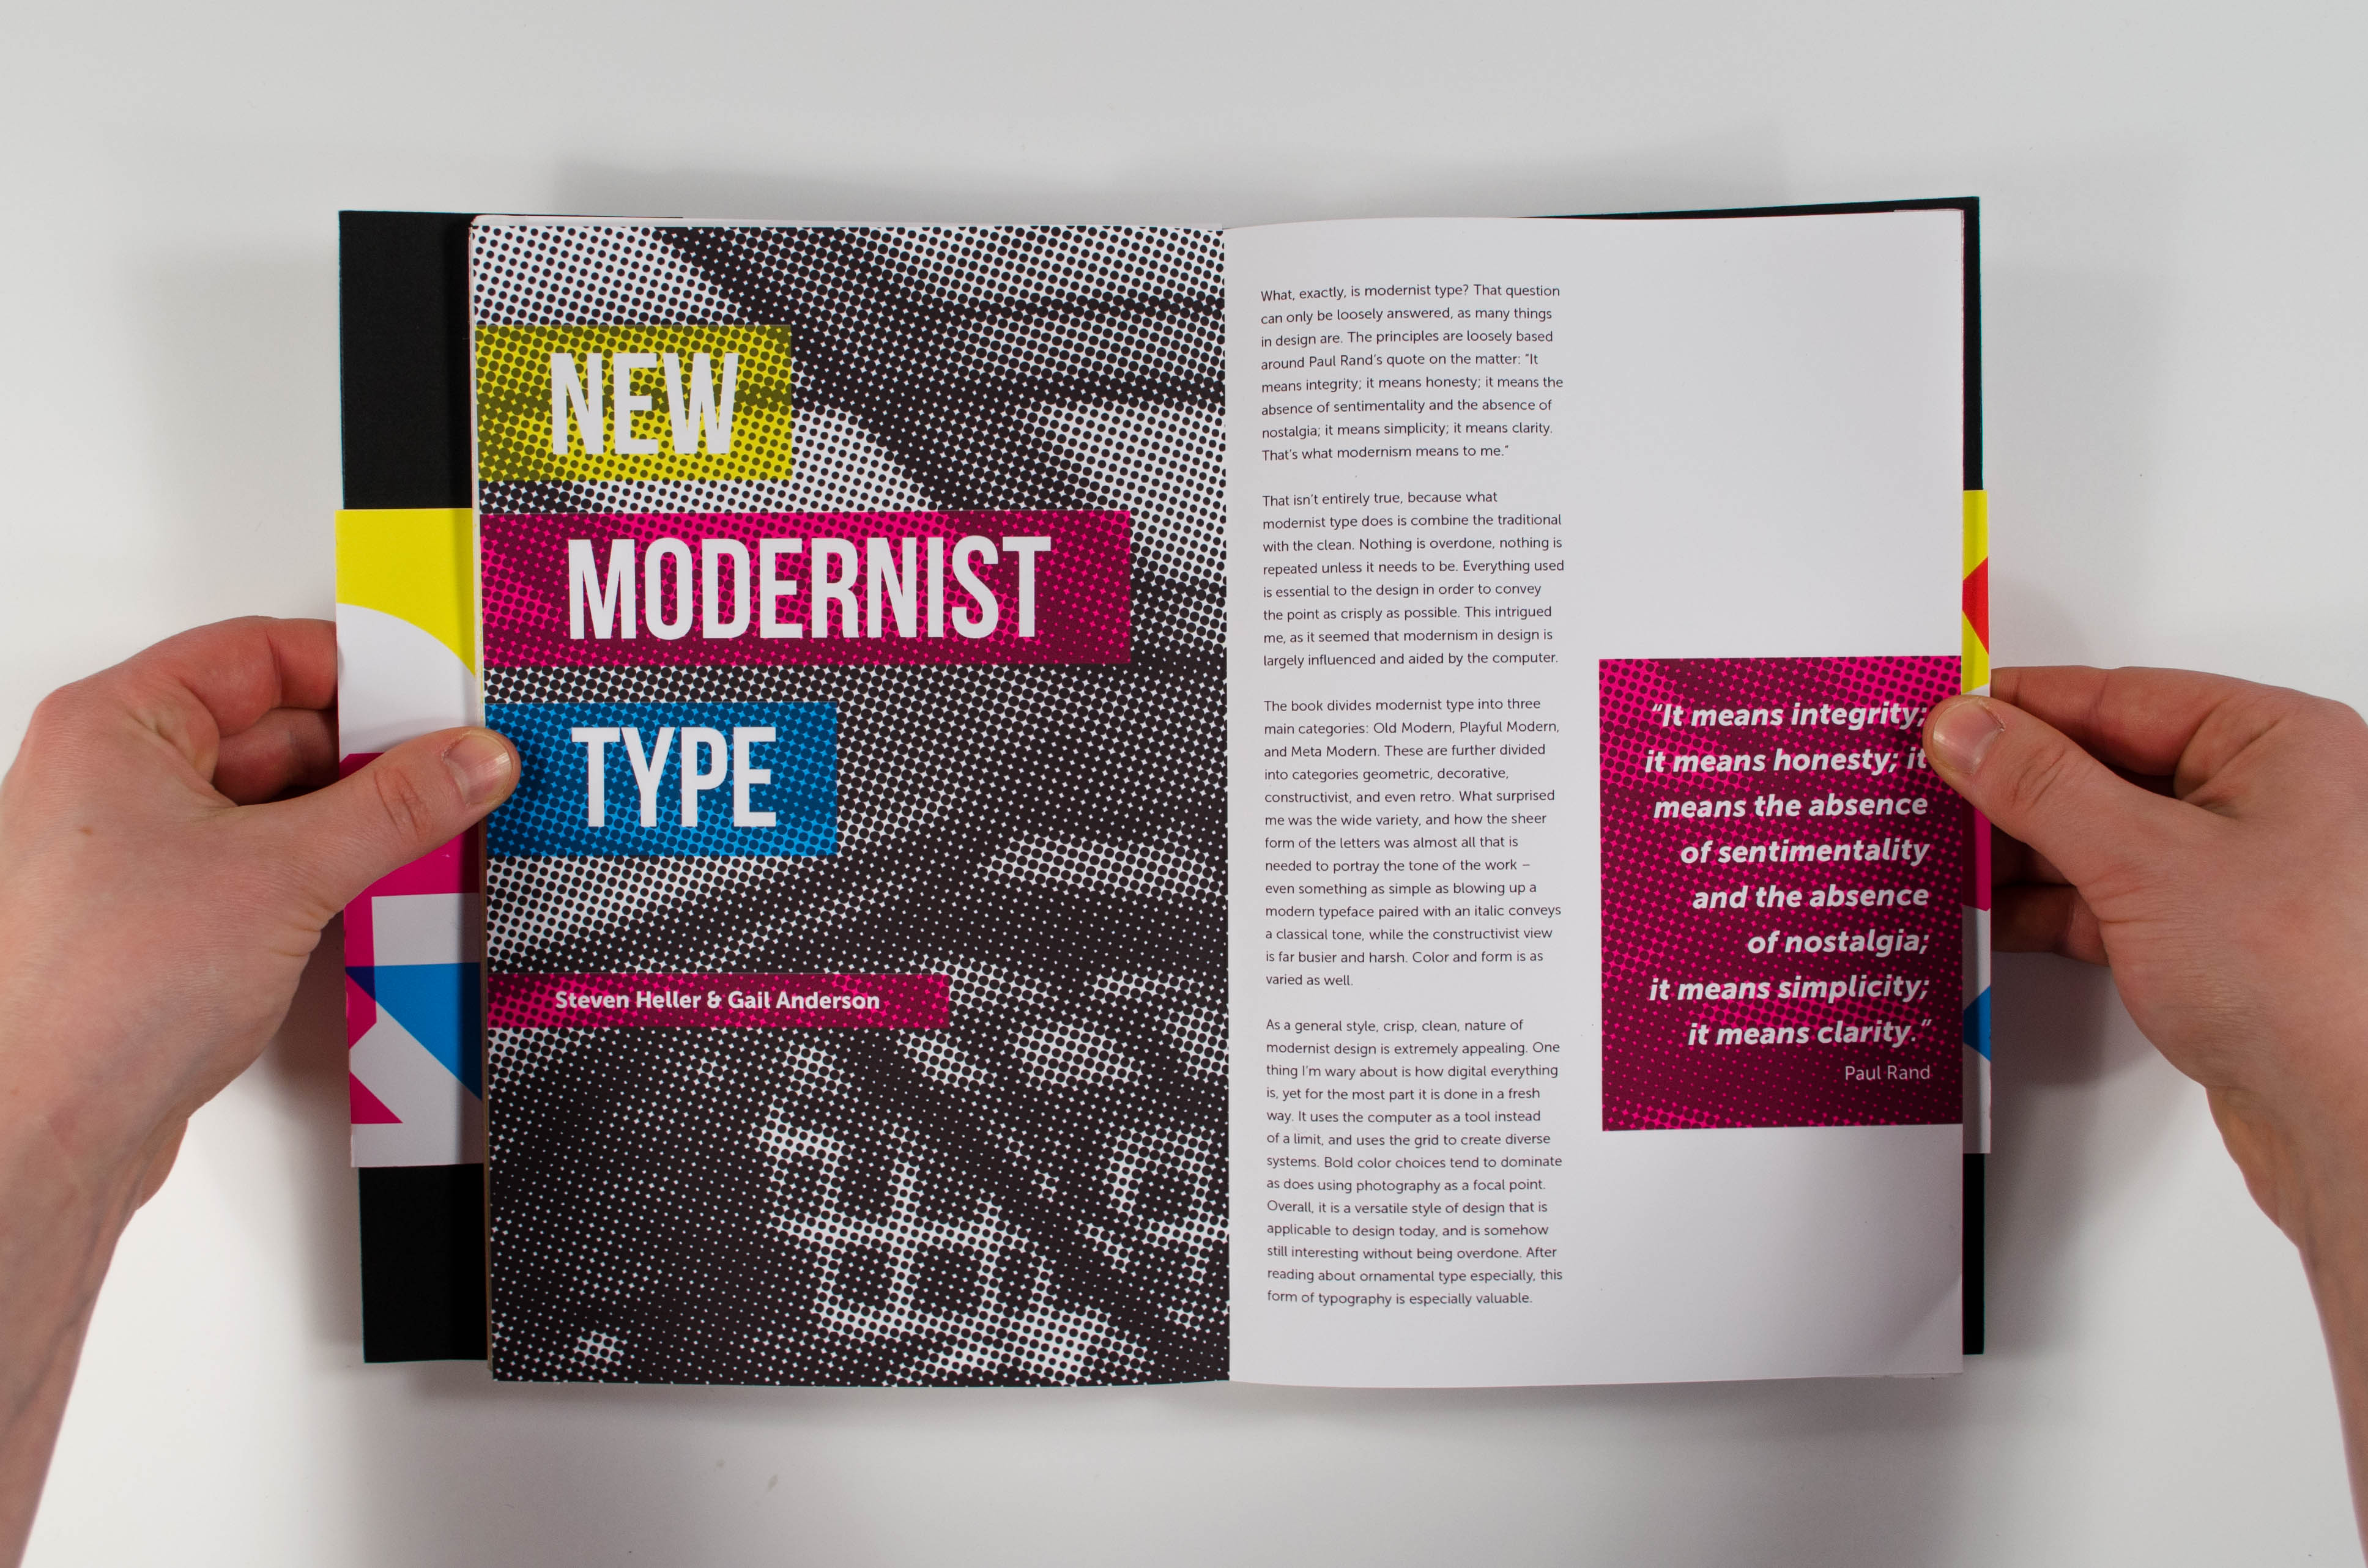 NEW
MODERNIST
TYPE
Steven Heller & Gail Anderson
What, exactly, is modernist type? That question
can only be loosely answered, as many things
in design are. The principles are loosely based
around Paul Rand's quote on the matter: "It
means integrity; it means honesty; it means the
absence of sentimentality and the absence of
nostalgia; it means simplicity; it means clarity.
That's what modernism means to me."
That isn't entirely true, because what
modernist type does is combine the traditional
with the clean. Nothing is overdone, nothing is
repeated unless it needs to be. Everything used
is essential to the design in order to convey
the point as crisply as possible. This intrigued
me, as it seemed that modernism in design is
largely influenced and aided by the computer.
The book divides modernist type into three
main categories: Old Modern, Playful Modern,
and Meta Modern. These are further divided
into categories geometric, decorative,
constructivist, and even retro. What surprised
me was the wide variety, and how the sheer
form of the letters was almost all that is
needed to portray the tone of the work –
even something as simple as blowing up a
modern typeface paired with an italic conveys
a classical tone, while the constructivist view
is far busier and harsh. Color and form is as
varied as well.
As a general style, crisp, clean, nature of
modernist design is extremely appealing. One
thing I'm wary about is how digital everything
is, yet for the most part it is done in a fresh
way. It uses the computer as a tool instead
of a limit, and uses the grid to create diverse
systems. Bold color choices tend to dominate
as does using photography as a focal point.
Overall, it is a versatile style of design that is
applicable to design today, and is somehow
still interesting without being overdone. After
reading about ornamental type especially, this
form of typography is especially valuable.
"It means integrity;
it means honesty; it
means the absence
of sentimentality
and the absence
of nostalgia;
it means simplicity;
it means clarity."
Paul Rand